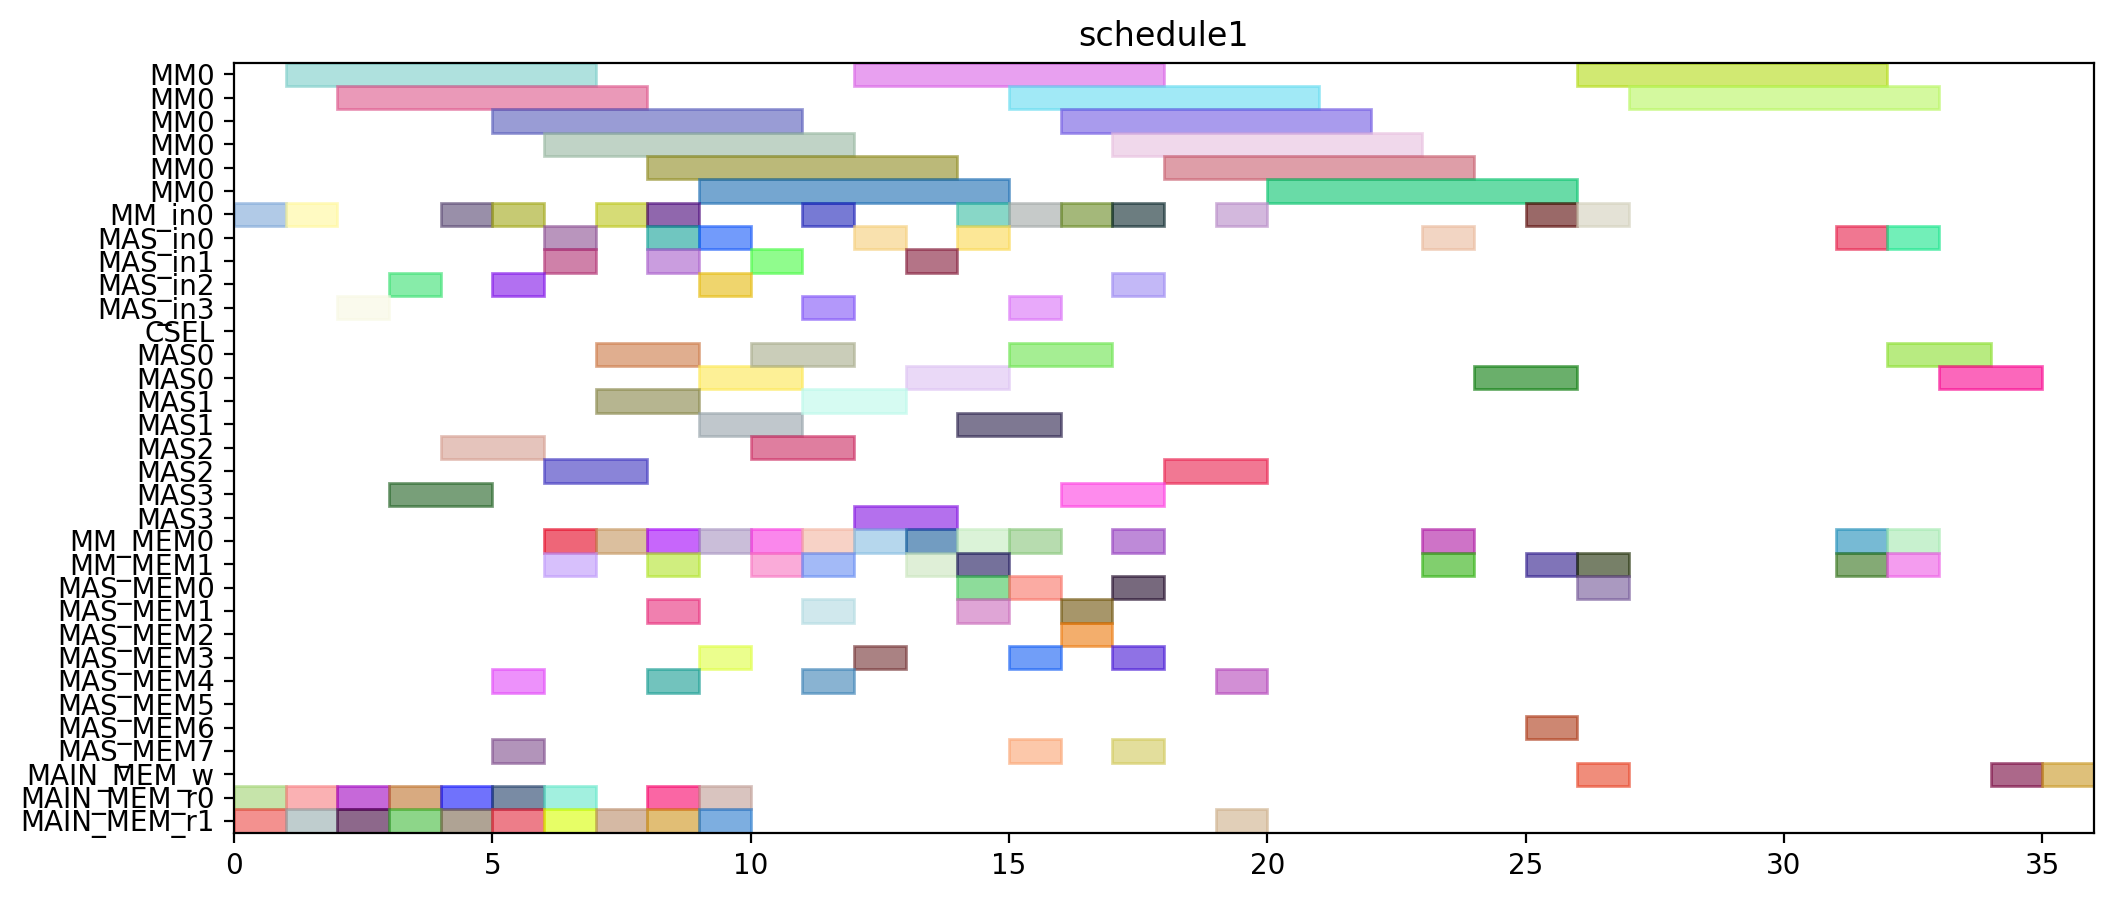 schedule1
MM0
MM0
MM0
MM0
MM0
MM0
MM_in0
MAS_in0
MAS_in1
MAS_in2
MAS_in3
CSEL
MAS0
MAS0
MAS1
MAS1
MAS2
MAS2
MAS3
MAS3
MM_MEM0
MM_MEM1
MAS_MEM0
MAS_MEM1
MAS_MEM2
MAS_MEM3
MAS_MEM4
MAS_MEM5
MAS_MEM6
MAS_MEM7
MAIN_MEM_w
MAIN_MEM_r0
MAIN_MEM_r1
0 5 10 15 20 25 30 35